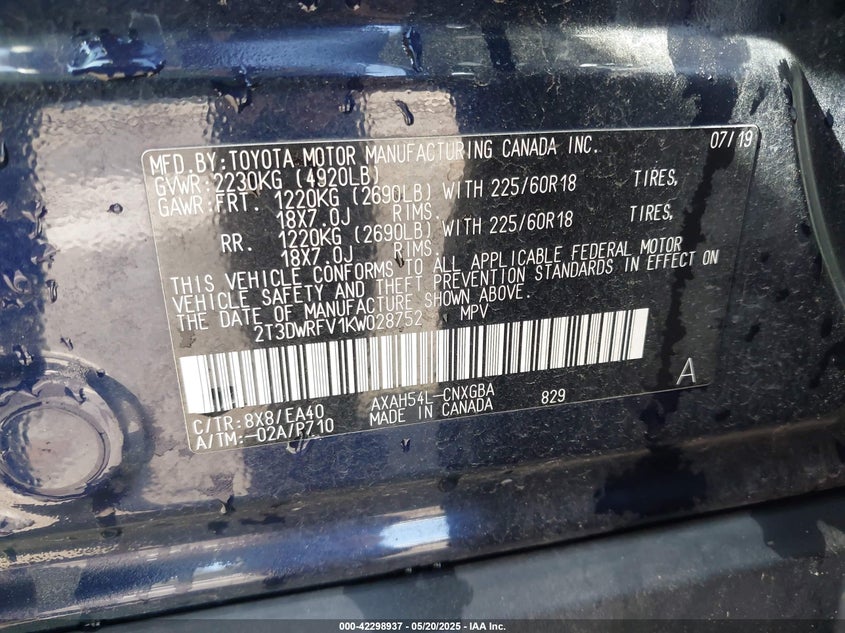 MFD.BY:TOYOTA MOTOR MANUFACTURING CANADA INC. 07/19
GVWR:2230KG (4920LB)
GAWR:FRT. 1220KG (2690LB) WITH 225/60R18 TIRES,
18X7.0J RIMS.
RR. 1220KG (2690LB) WITH 225/60R18 TIRES,
18X7.0J RIMS.
THIS VEHICLE CONFORMS TO ALL APPLICABLE FEDERAL MOTOR
VEHICLE SAFETY AND THEFT PREVENTION STANDARDS IN EFFECT ON
THE DATE OF MANUFACTURE SHOWN ABOVE.
2T3DWRFV1KW028752 MPV
A
C/TR:8X8/EA40 AXAH54L-CNXGBA 829
A/TM:-02A/P710 MADE IN CANADA
000-42298937 - 05/20/2025 - IAA Inc.